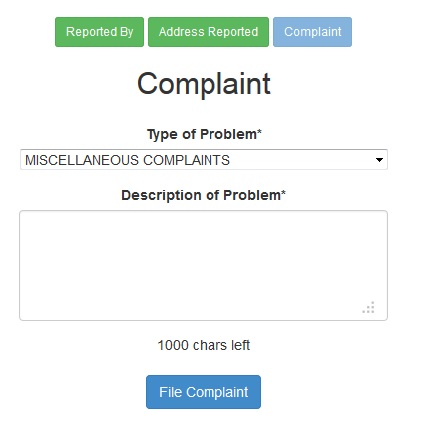 Reported By Address Reported Complaint
Complaint
Type of Problem*
MISCELLANEOUS COMPLAINTS
Description of Problem*
1000 chars left
File Complaint